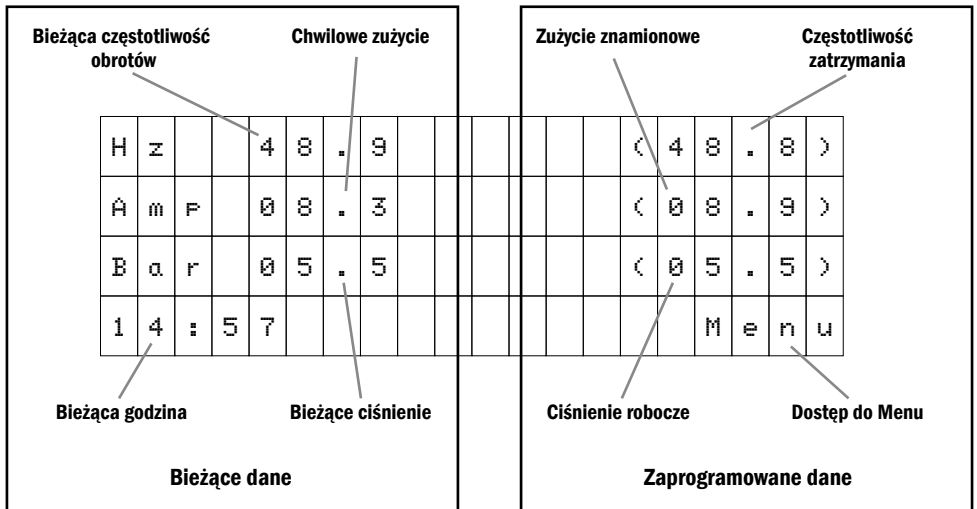 Bieżąca częstotliwość
obrotów
Chwilowe zużycie
Zużycie znamionowe
Częstotliwość
zatrzymania
Hz 48.9 (48.8)
Amp 08.3 (08.9)
Bar 05.5 (05.5)
14:57 Menu
Bieżąca godzina
Bieżące ciśnienie
Ciśnienie robocze
Dostęp do Menu
Bieżące dane
Zaprogramowane dane